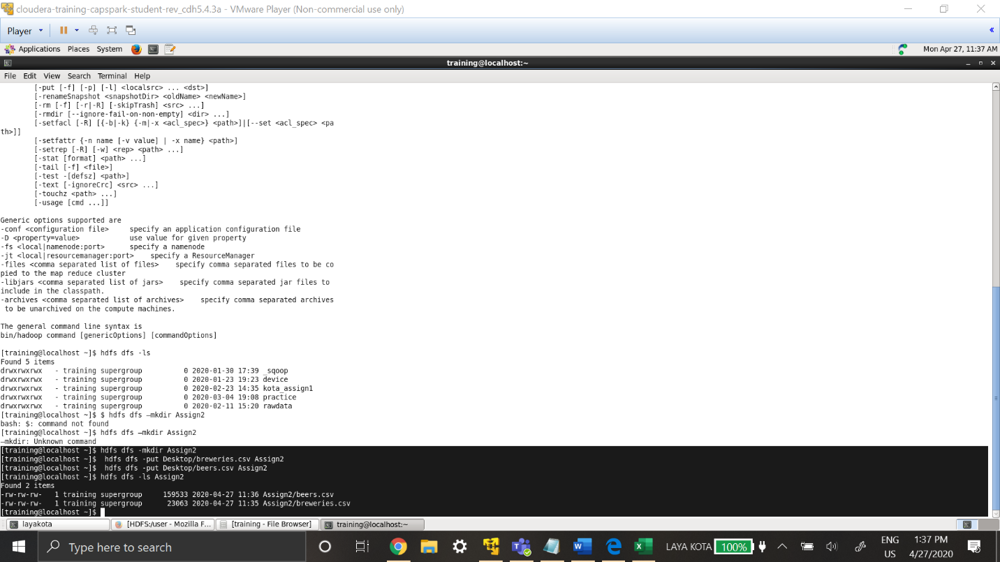 cloudera-training-capspark-student-rev_cdh5.4.3a - VMware Player (Non-commercial use only)
Player
Applications Places System Mon Apr 27, 11:37 AM
training@localhost:~
File Edit View Search Terminal Help
[-put [-f] [-p] [-l] <localsrc> ... <dst>]
[-renameSnapshot <snapshotDir> <oldName> <newName>]
[-rm [-f] [-r|-R] [-skipTrash] <src> ...]
[-rmdir [--ignore-fail-on-non-empty] <dir> ...]
[-setfacl [-R] [{-b|-k} {-m|-x <acl_spec>} <path>]|[--set <acl_spec> <pa
th>]]
[-setfattr {-n name [-v value] | -x name} <path>]
[-setrep [-R] [-w] <rep> <path> ...]
[-stat [format] <path> ...]
[-tail [-f] <file>]
[-test -[defsz] <path>]
[-text [-ignoreCrc] <src> ...]
[-touchz <path> ...]
[-usage [cmd ...]]
Generic options supported are
-conf <configuration file>     specify an application configuration file
-D <property=value>            use value for given property
-fs <local|namenode:port>      specify a namenode
-jt <local|resourcemanager:port>    specify a ResourceManager
-files <comma separated list of files>    specify comma separated files to be co
pied to the map reduce cluster
-libjars <comma separated list of jars>    specify comma separated jar files to
include in the classpath.
-archives <comma separated list of archives>    specify comma separated archives
to be unarchived on the compute machines.
The general command line syntax is
bin/hadoop command [genericOptions] [commandOptions]
[training@localhost ~]$ hdfs dfs -ls
Found 5 items
drwxrwxrwx   - training supergroup          0 2020-01-30 17:39 _sqoop
drwxrwxrwx   - training supergroup          0 2020-01-23 19:23 device
drwxrwxrwx   - training supergroup          0 2020-02-23 14:35 kota_assign1
drwxrwxrwx   - training supergroup          0 2020-03-04 19:08 practice
drwxrwxrwx   - training supergroup          0 2020-02-11 15:20 rawdata
[training@localhost ~]$ $ hdfs dfs –mkdir Assign2
bash: $: command not found
[training@localhost ~]$ hdfs dfs –mkdir Assign2
–mkdir: Unknown command
[training@localhost ~]$ hdfs dfs -mkdir Assign2
[training@localhost ~]$  hdfs dfs -put Desktop/breweries.csv Assign2
[training@localhost ~]$  hdfs dfs -put Desktop/beers.csv Assign2
[training@localhost ~]$ hdfs dfs -ls Assign2
Found 2 items
-rw-rw-rw-   1 training supergroup     159533 2020-04-27 11:36 Assign2/beers.csv
-rw-rw-rw-   1 training supergroup      23063 2020-04-27 11:35 Assign2/breweries.csv
[training@localhost ~]$
layakota [HDFS:/user - Mozilla F... [training - File Browser] training@localhost:~
Type here to search LAYA KOTA 100% ENG US 1:37 PM 4/27/2020